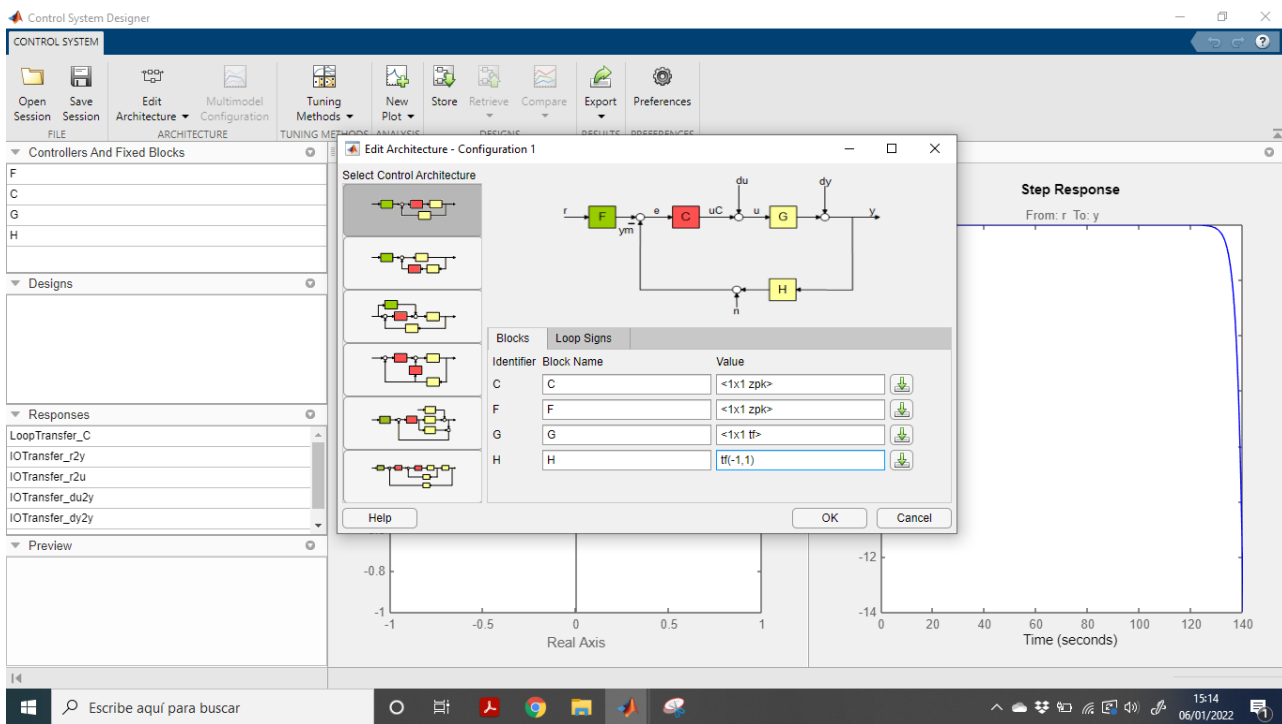 Control System Designer
CONTROL SYSTEM
Open Session
Save Session
Edit Architecture
Multimodel Configuration
Tuning Methods
New Plot
Store
Retrieve
Compare
Export
Preferences
FILE
ARCHITECTURE
TUNING METHODS
ANALYSIS
DESIGNS
RESULTS
PREFERENCES
Controllers And Fixed Blocks
F
C
G
H
Designs
Responses
LoopTransfer_C
IOTransfer_r2y
IOTransfer_r2u
IOTransfer_du2y
IOTransfer_dy2y
Preview
Edit Architecture - Configuration 1
Select Control Architecture
du
dy
r
F
e
C
uC
u
G
y
ym
H
n
Blocks
Loop Signs
Identifier Block Name Value
C C <1x1 zpk>
F F <1x1 zpk>
G G <1x1 tf>
H H tf(-1,1)
Help
OK
Cancel
-0.8
-1
-1 -0.5 0 0.5 1
Real Axis
Step Response
From: r To: y
-12
-14
0 20 40 60 80 100 120 140
Time (seconds)
Escribe aquí para buscar
15:14
06/01/2022